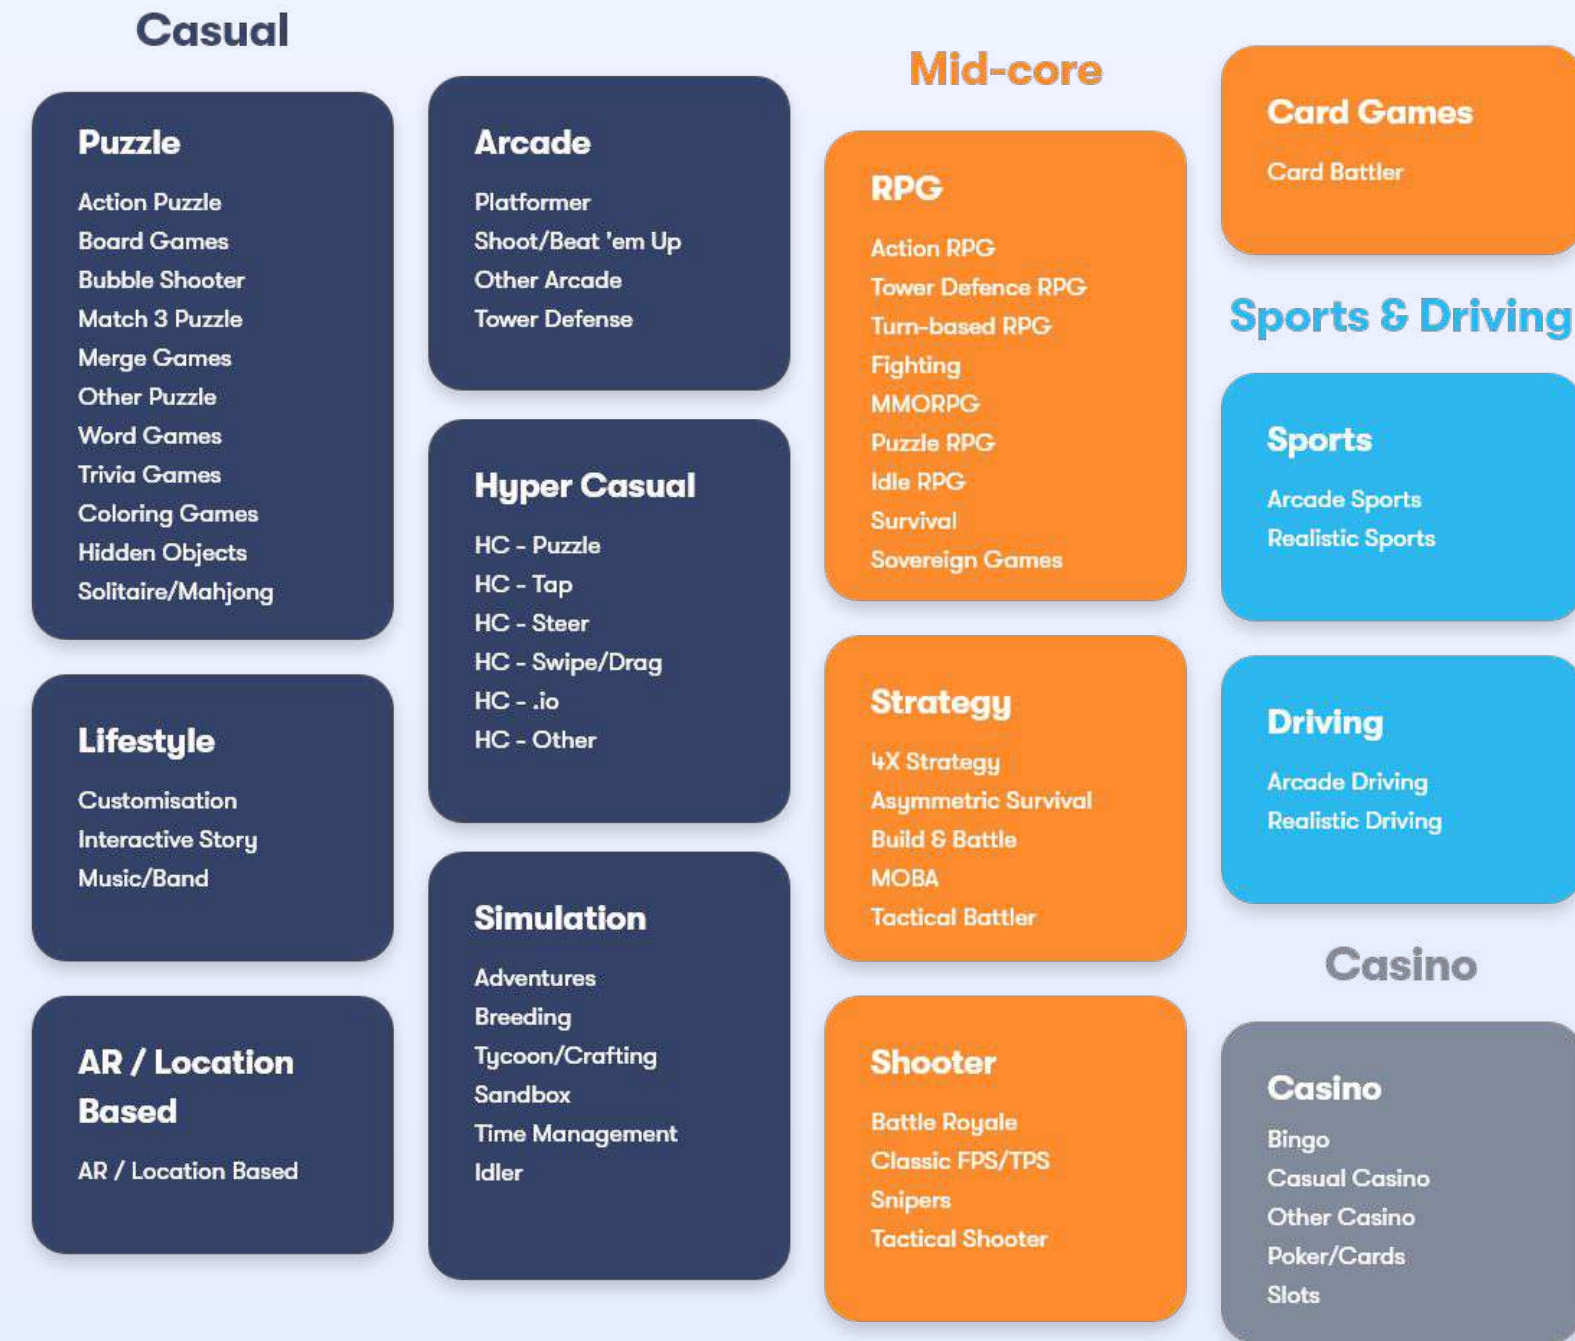 Casual
Puzzle
Action Puzzle
Board Games
Bubble Shooter
Match 3 Puzzle
Merge Games
Other Puzzle
Word Games
Trivia Games
Coloring Games
Hidden Objects
Solitaire/Mahjong
Lifestyle
Customisation
Interactive Story
Music/Band
AR / Location
Based
AR / Location Based
Arcade
Platformer
Shoot/Beat 'em Up
Other Arcade
Tower Defense
Hyper Casual
HC - Puzzle
HC - Tap
HC - Steer
HC - Swipe/Drag
HC - .io
HC - Other
Simulation
Adventures
Breeding
Tycoon/Crafting
Sandbox
Time Management
Idler
Mid-core
RPG
Action RPG
Tower Defence RPG
Turn-based RPG
Fighting
MMORPG
Puzzle RPG
Idle RPG
Survival
Sovereign Games
Strategy
4X Strategy
Asymmetric Survival
Build & Battle
MOBA
Tactical Battler
Shooter
Battle Royale
Classic FPS/TPS
Snipers
Tactical Shooter
Card Games
Card Battler
Sports & Driving
Sports
Arcade Sports
Realistic Sports
Driving
Arcade Driving
Realistic Driving
Casino
Casino
Bingo
Casual Casino
Other Casino
Poker/Cards
Slots